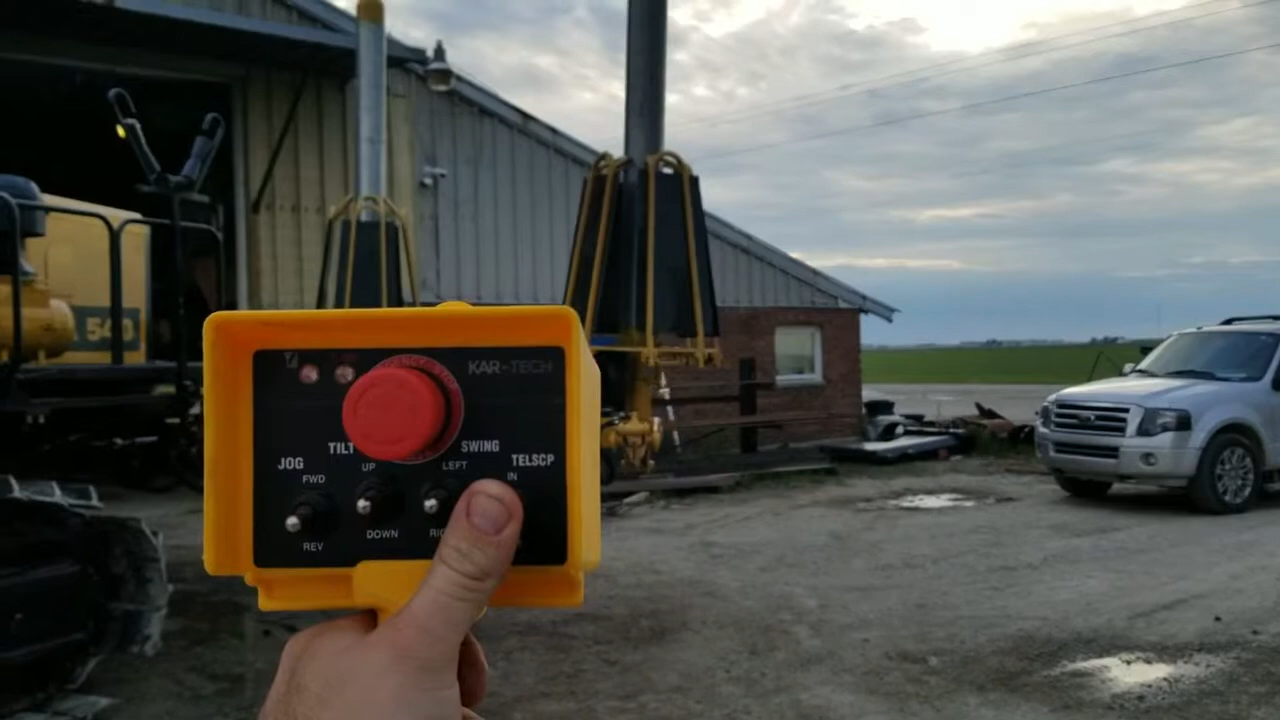 540
KAR-TECH
TILT
SWING
JOG
UP
LEFT
TELSCP
FWD
IN
DOWN
REV